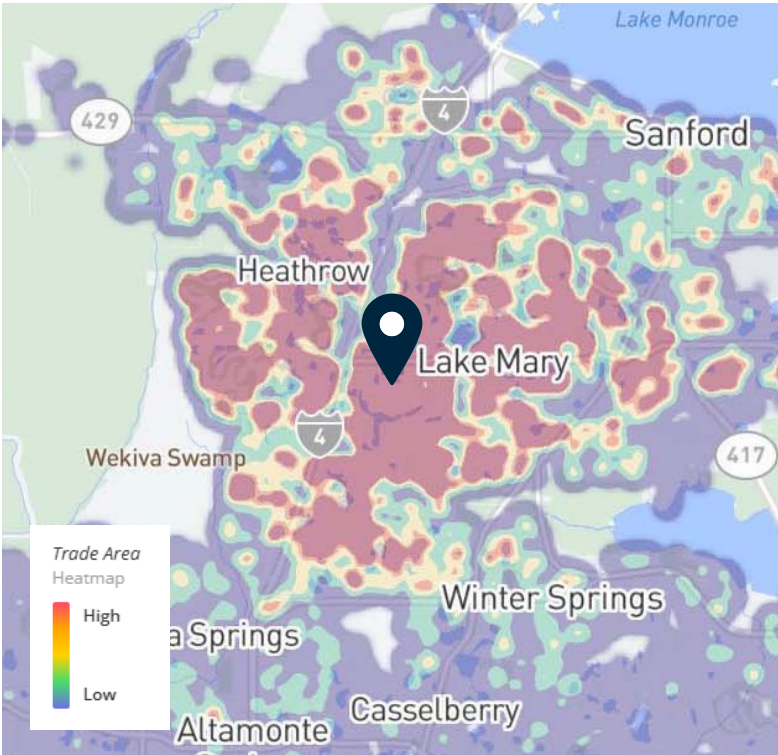 Lake Monroe
4
429
Sanford
Heathrow
Lake Mary
4
Wekiva Swamp
417
Trade Area
Heatmap
High
Low
Winter Springs
a Springs
Casselberry
Altamonte